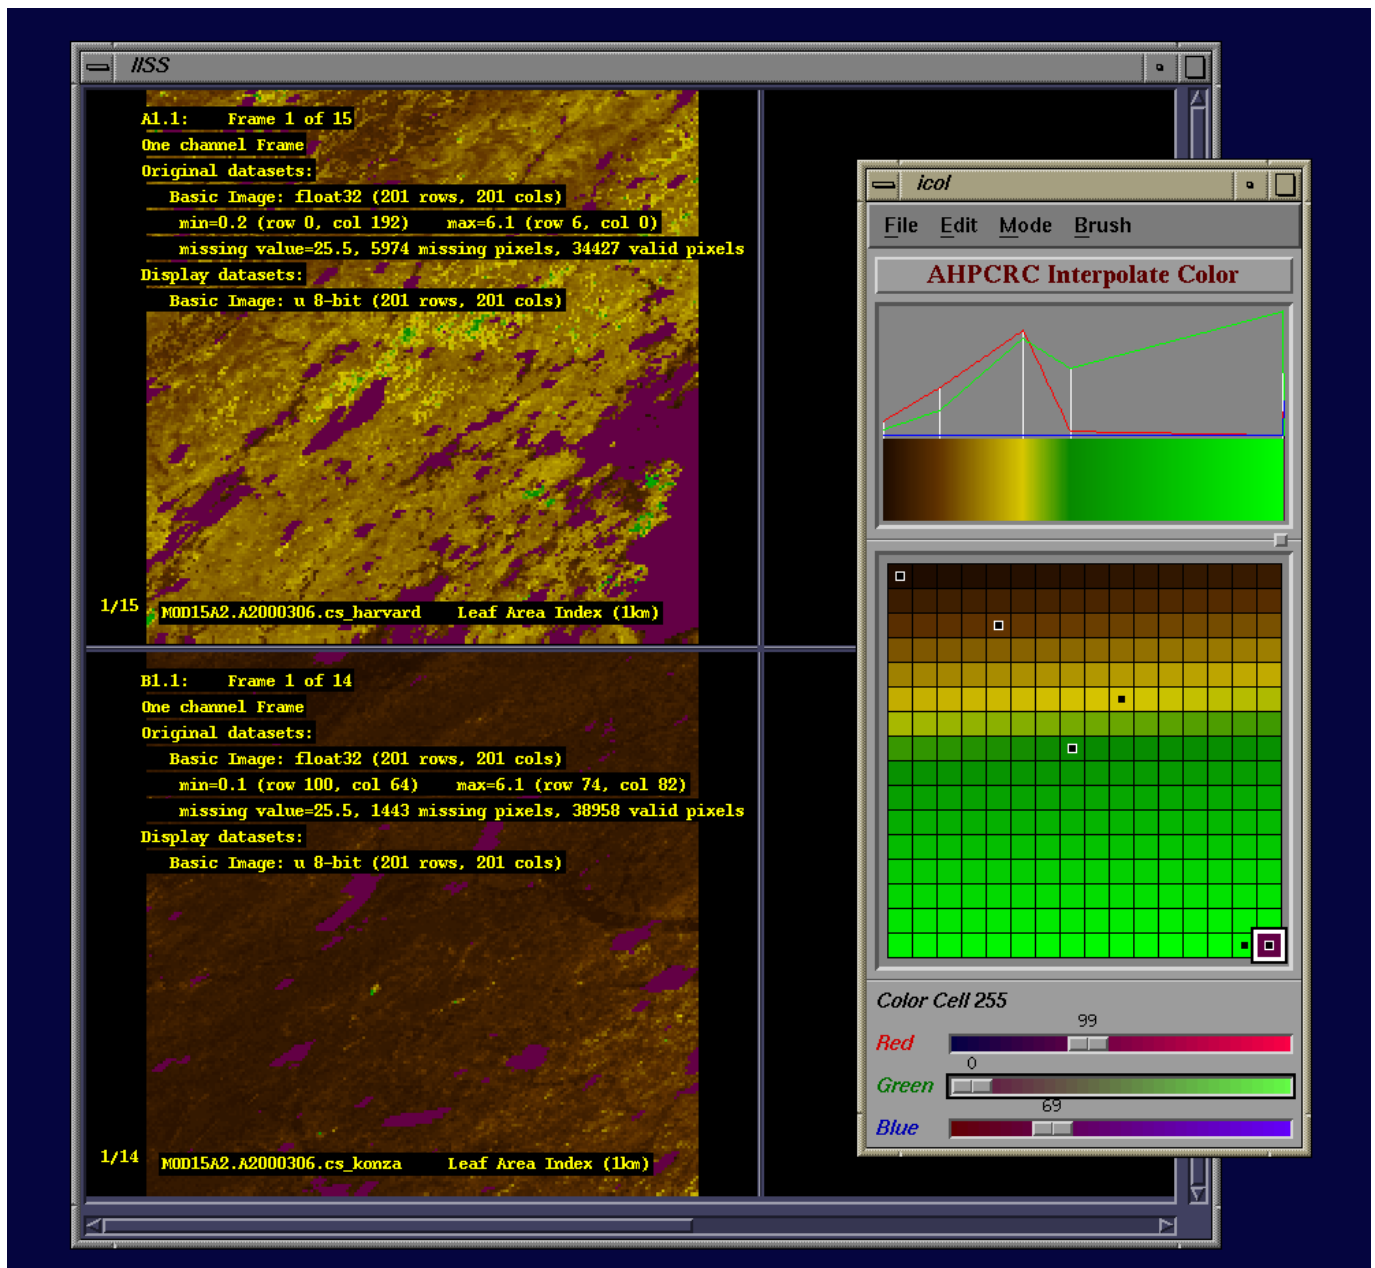 IISS
A1.1: Frame 1 of 15
One channel Frame
Original datasets:
Basic Image: float32 (201 rows, 201 cols)
min=0.2 (row 0, col 192) max=6.1 (row 6, col 0)
missing value=25.5, 5974 missing pixels, 34427 valid pixels
Display datasets:
Basic Image: u 8-bit (201 rows, 201 cols)
1/15
MOD15A2.A2000306.cs_harvard Leaf Area Index (1km)
B1.1: Frame 1 of 14
One channel Frame
Original datasets:
Basic Image: float32 (201 rows, 201 cols)
min=0.1 (row 100, col 64) max=6.1 (row 74, col 82)
missing value=25.5, 1443 missing pixels, 38958 valid pixels
Display datasets:
Basic Image: u 8-bit (201 rows, 201 cols)
1/14
MOD15A2.A2000306.cs_konza Leaf Area Index (1km)
icol
File Edit Mode Brush
AHPCRC Interpolate Color
Color Cell 255
99
Red
0
Green
69
Blue